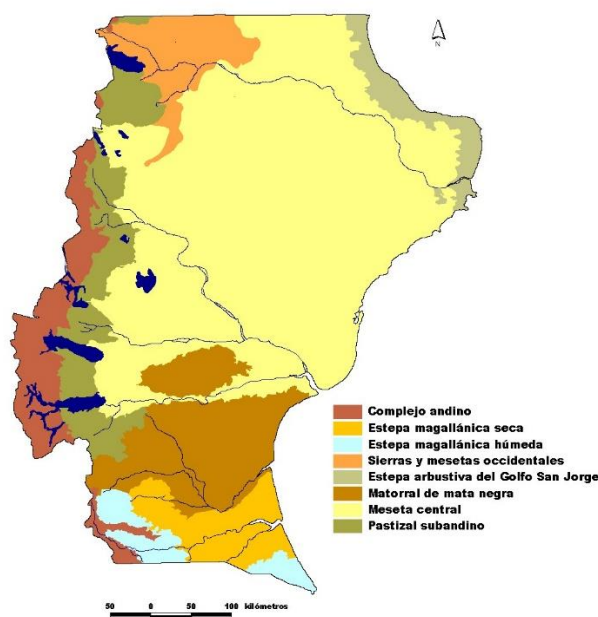 N
Complejo andino
Estepa magallánica seca
Estepa magallánica húmeda
Sierras y mesetas occidentales
Estepa arbustiva del Golfo San Jorge
Matorral de mata negra
Meseta central
Pastizal subandino
50 0 50 100 kilómetros